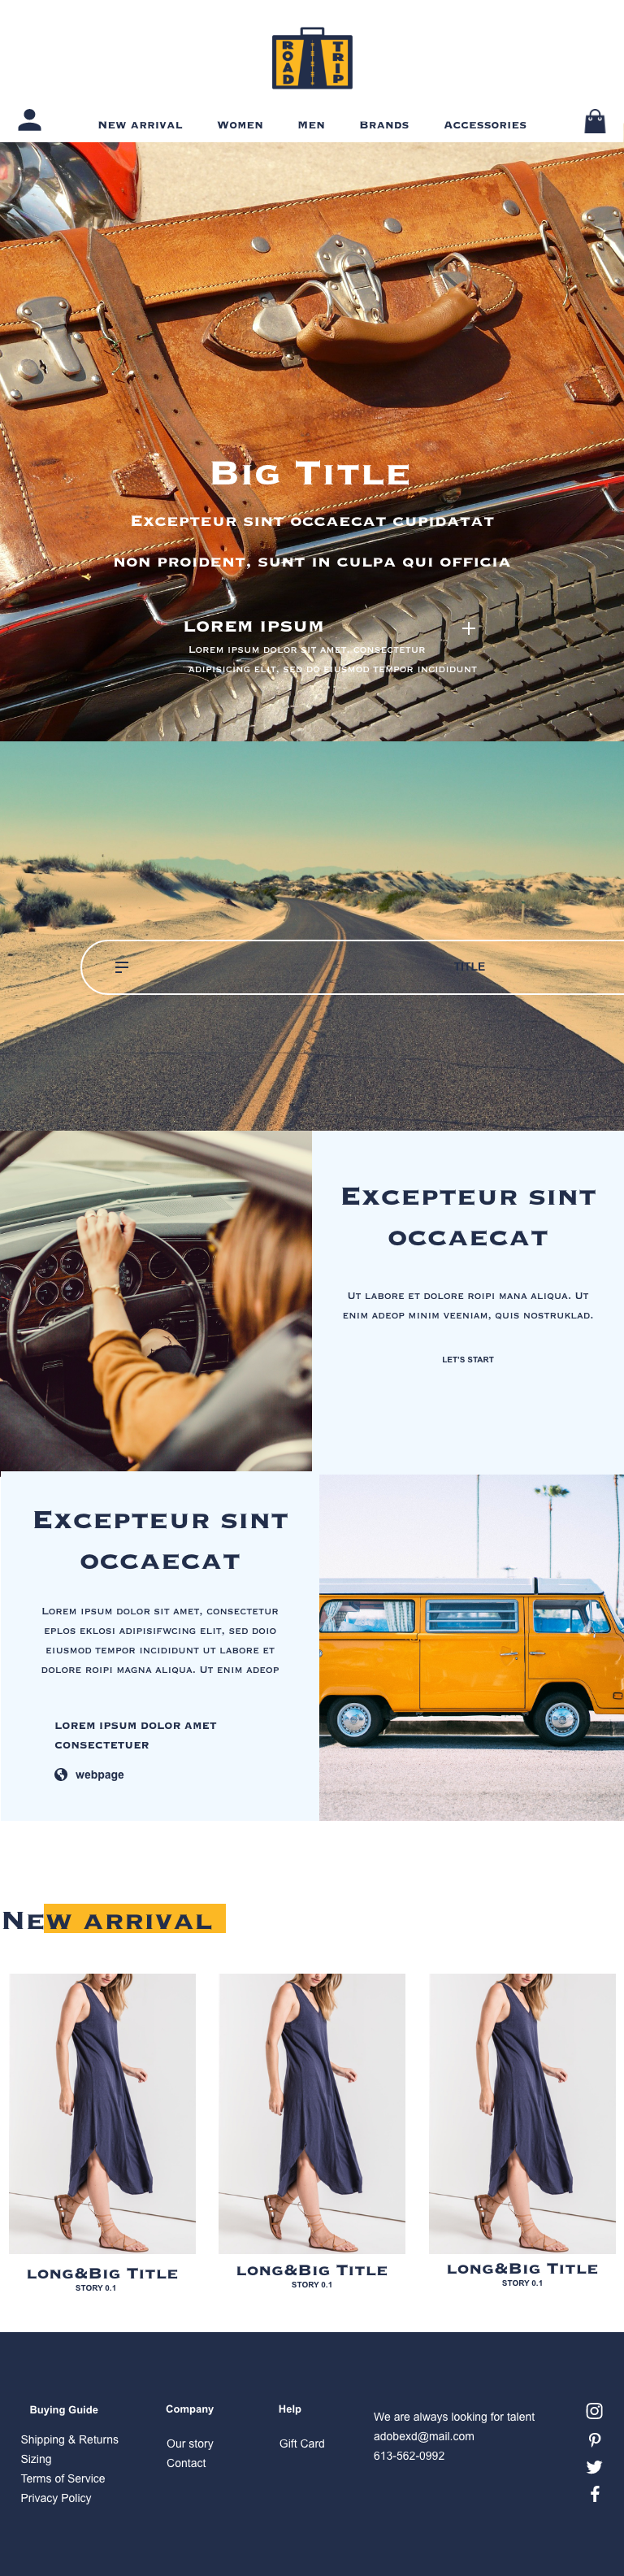 ROAD TRIP
New arrival
Women
Men
Brands
Accessories
Big Title
Excepteur sint occaecat cupidatat
non proident, sunt in culpa qui officia
LOREM IPSUM
Lorem ipsum dolor sit amet, consectetur
adipisicing elit, sed do eiusmod tempor incididunt
TITLE
Excepteur sint
occaecat
Ut labore et dolore roipi mana aliqua. Ut
enim adeop minim veeniam, quis nostruklad.
LET'S START
Excepteur sint
occaecat
Lorem ipsum dolor sit amet, consectetur
eplos eklosi adipisifwcing elit, sed doio
eiusmod tempor incididunt ut labore et
dolore roipi magna aliqua. Ut enim adeop
LOREM IPSUM DOLOR AMET
CONSECTETUER
webpage
New arrival
long&Big Title
STORY 0.1
long&Big Title
STORY 0.1
long&Big Title
STORY 0.1
Buying Guide
Shipping & Returns
Sizing
Terms of Service
Privacy Policy
Company
Our story
Contact
Help
Gift Card
We are always looking for talent
adobexd@mail.com
613-562-0992